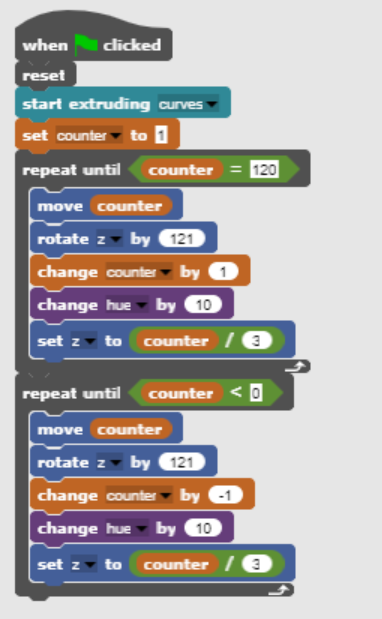 when clicked
reset
start extruding curves
set counter to 1
repeat until counter = 120
move counter
rotate z by 121
change counter by 1
change hue by 10
set z to counter / 3
repeat until counter < 0
move counter
rotate z by 121
change counter by -1
change hue by 10
set z to counter / 3